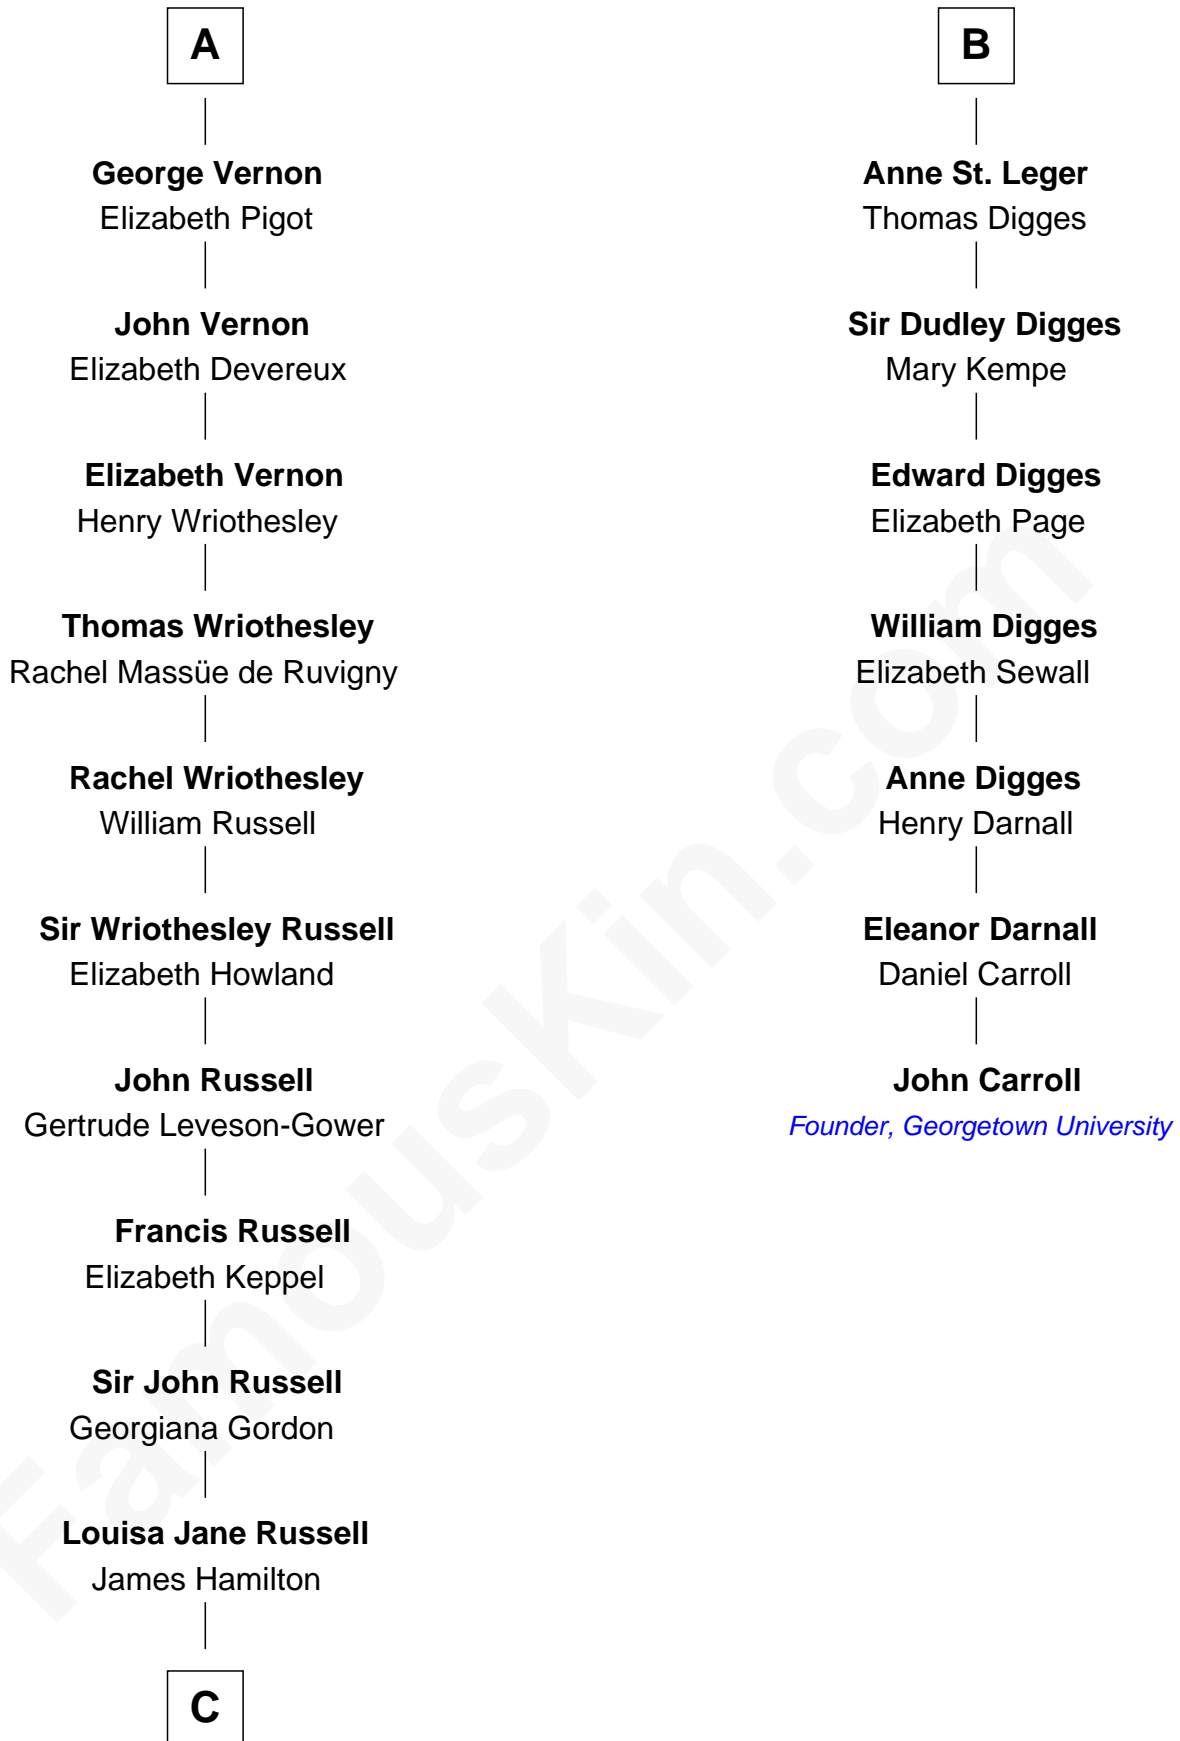 A
George Vernon
Elizabeth Pigot
John Vernon
Elizabeth Devereux
Elizabeth Vernon
Henry Wriothesley
Thomas Wriothesley
Rachel Massüe de Ruvigny
Rachel Wriothesley
William Russell
Sir Wriothesley Russell
Elizabeth Howland
John Russell
Gertrude Leveson-Gower
Francis Russell
Elizabeth Keppel
Sir John Russell
Georgiana Gordon
Louisa Jane Russell
James Hamilton
C
B
Anne St. Leger
Thomas Digges
Sir Dudley Digges
Mary Kempe
Edward Digges
Elizabeth Page
William Digges
Elizabeth Sewall
Anne Digges
Henry Darnall
Eleanor Darnall
Daniel Carroll
John Carroll
Founder, Georgetown University
FamousKin.com